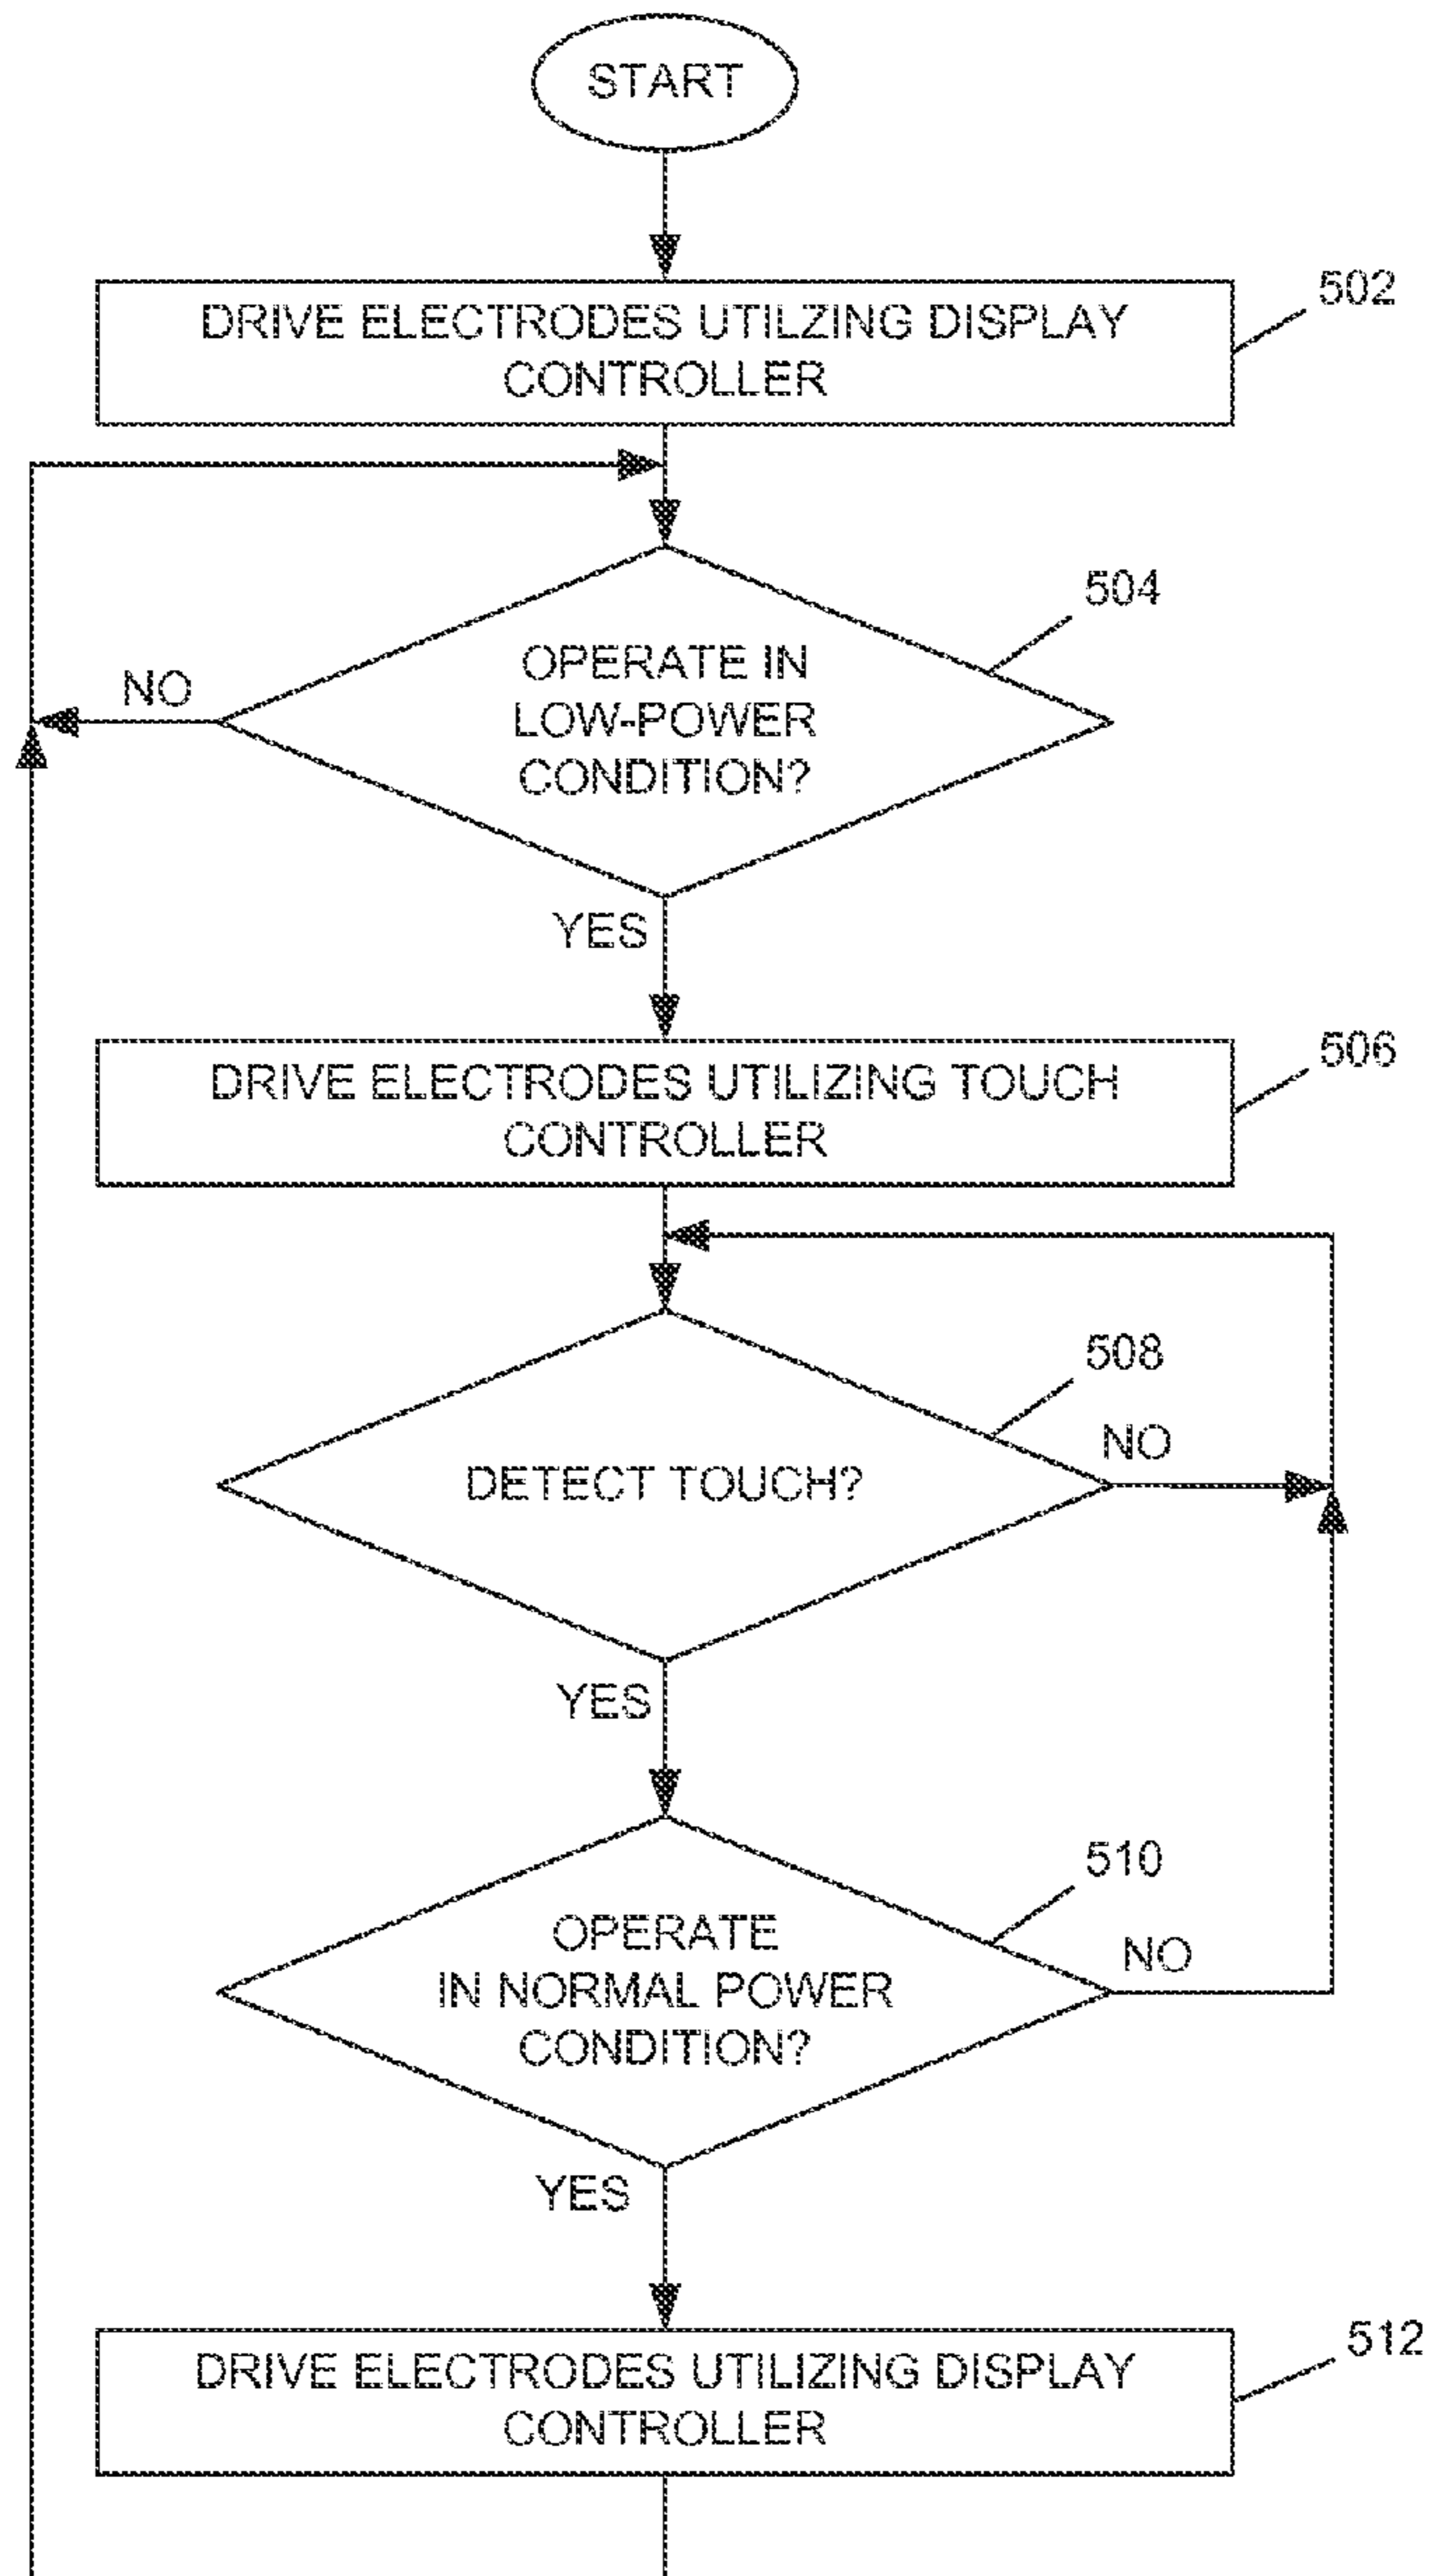 START
DRIVE ELECTRODES UTILZING DISPLAY
CONTROLLER
502
504
OPERATE IN
LOW-POWER
CONDITION?
NO
YES
DRIVE ELECTRODES UTILIZING TOUCH
CONTROLLER
506
508
DETECT TOUCH?
NO
YES
510
OPERATE
IN NORMAL POWER
CONDITION?
NO
YES
DRIVE ELECTRODES UTILIZING DISPLAY
CONTROLLER
512